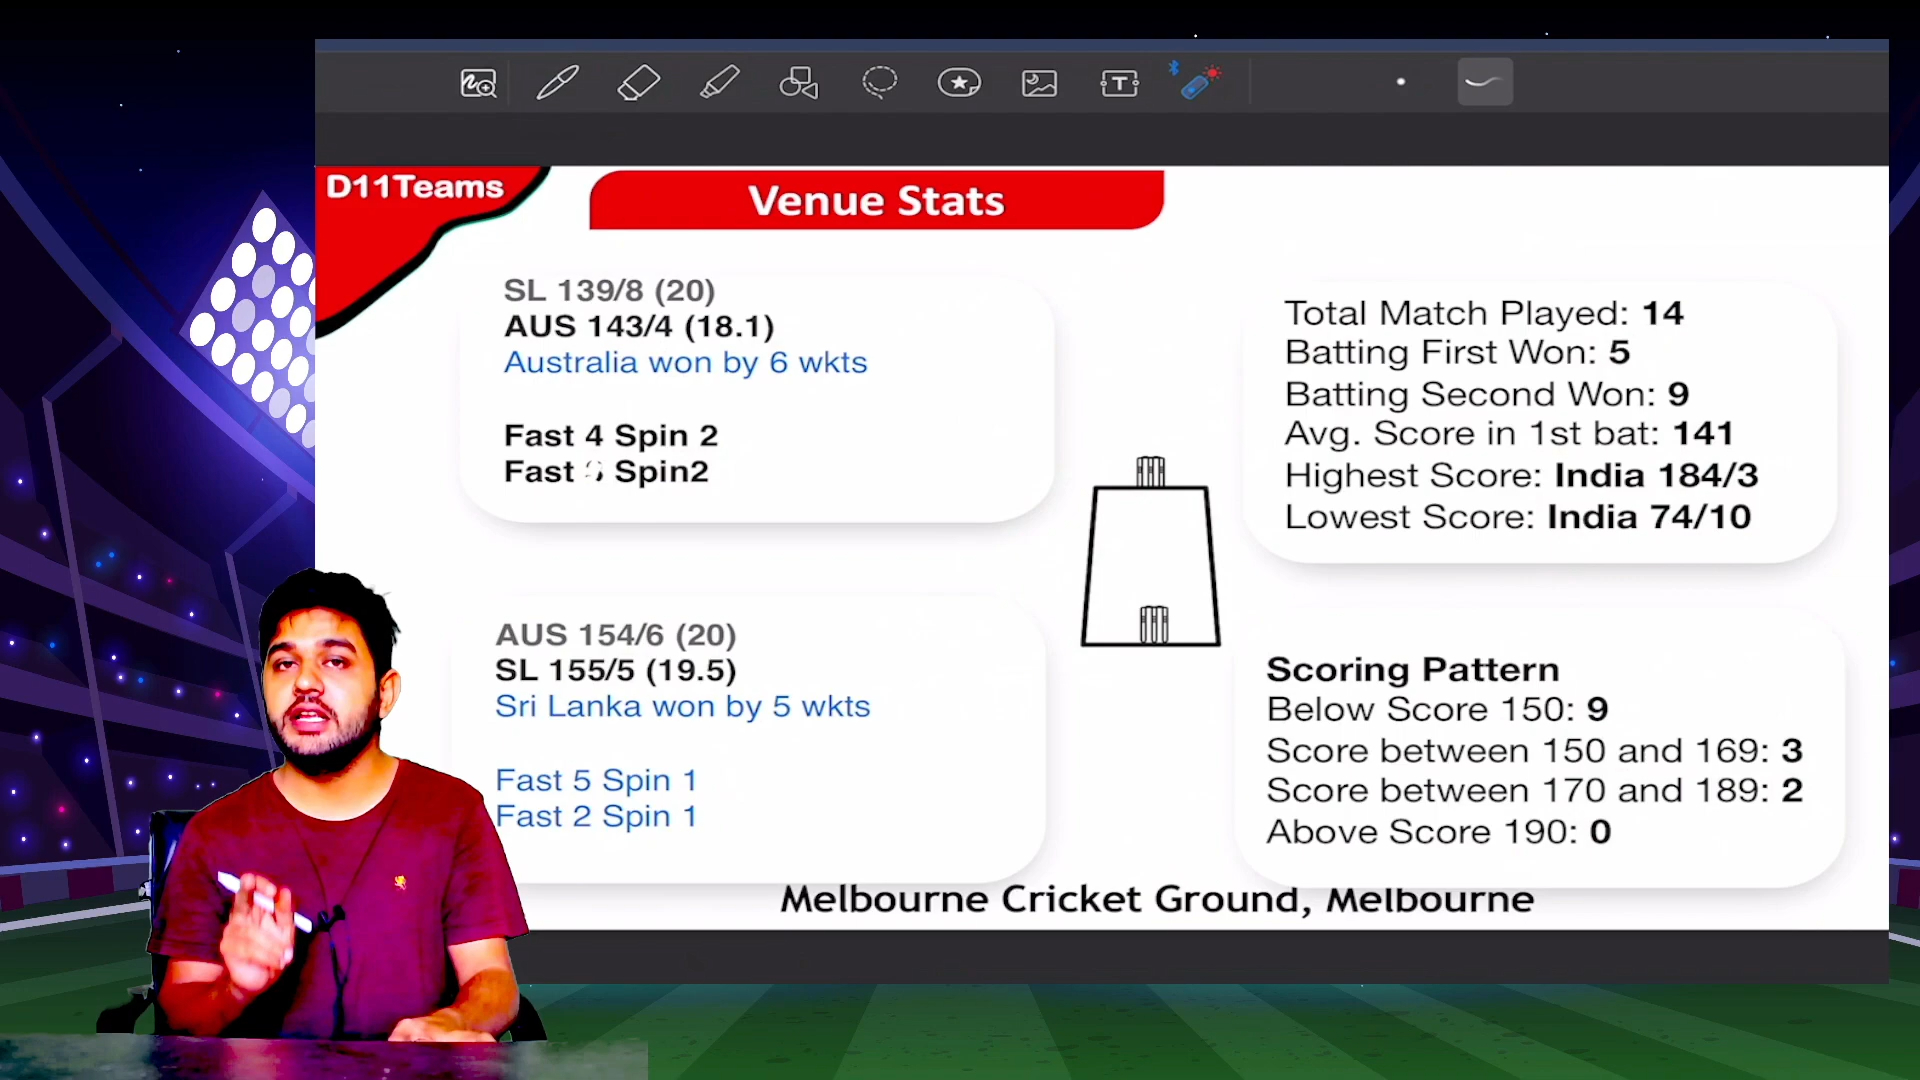 D11Teams
Venue Stats
SL 139/8 (20)
AUS 143/4 (18.1)
Australia won by 6 wkts
Fast 4 Spin 2
Fast Spin2
AUS 154/6 (20)
SL 155/5 (19.5)
Sri Lanka won by 5 wkts
Fast 5 Spin 1
Fast 2 Spin 1
Total Match Played: 14
Batting First Won: 5
Batting Second Won: 9
Avg. Score in 1st bat: 141
Highest Score: India 184/3
Lowest Score: India 74/10
Scoring Pattern
Below Score 150: 9
Score between 150 and 169: 3
Score between 170 and 189: 2
Above Score 190: 0
Melbourne Cricket Ground, Melbourne